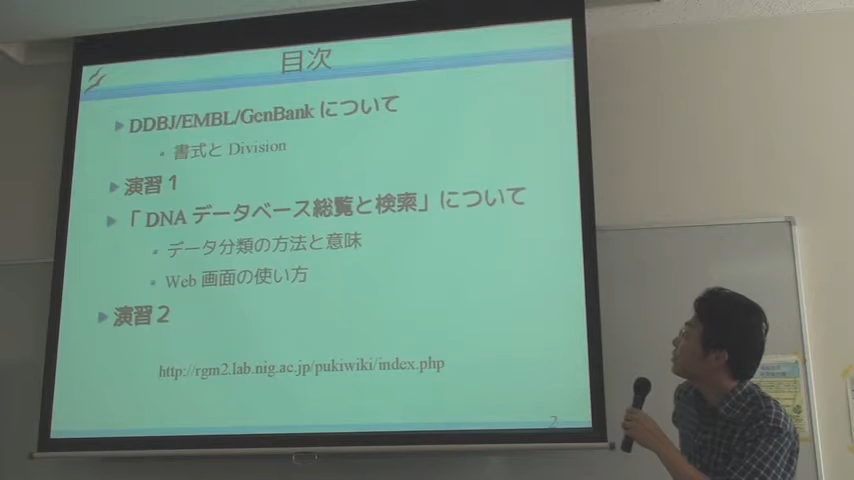 目次
DDBJ/EMBL/GenBank について
書式と Division
演習 1
「 DNA データベース総覧と検索」について
データ分類の方法と意味
Web 画面の使い方
演習 2
http://rgm2.lab.nig.ac.jp/pukiwiki/index.php
2